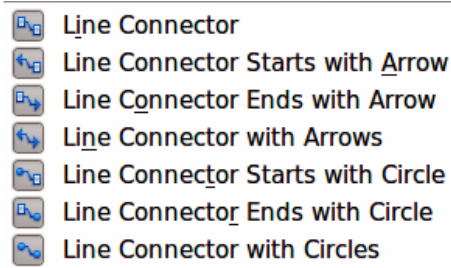 Line Connector
Line Connector Starts with Arrow
Line Connector Ends with Arrow
Line Connector with Arrows
Line Connector Starts with Circle
Line Connector Ends with Circle
Line Connector with Circles